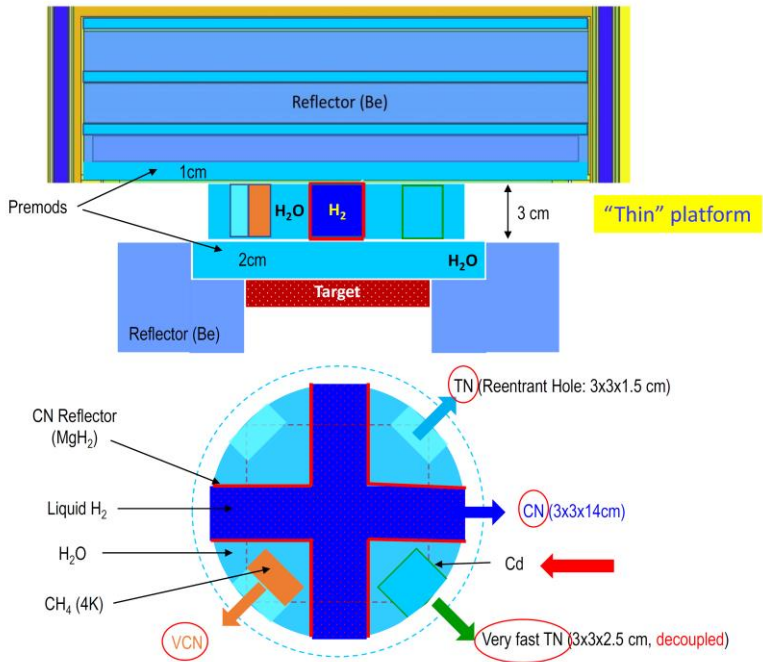 Reflector (Be)
1cm
Premods
H₂O
H₂
3 cm
"Thin" platform
2cm
H₂O
Target
Reflector (Be)
TN (Reentrant Hole: 3x3x1.5 cm)
CN Reflector
(MgH₂)
Liquid H₂
CN (3x3x14cm)
H₂O
Cd
CH₄ (4K)
VCN
Very fast TN (3x3x2.5 cm, decoupled)